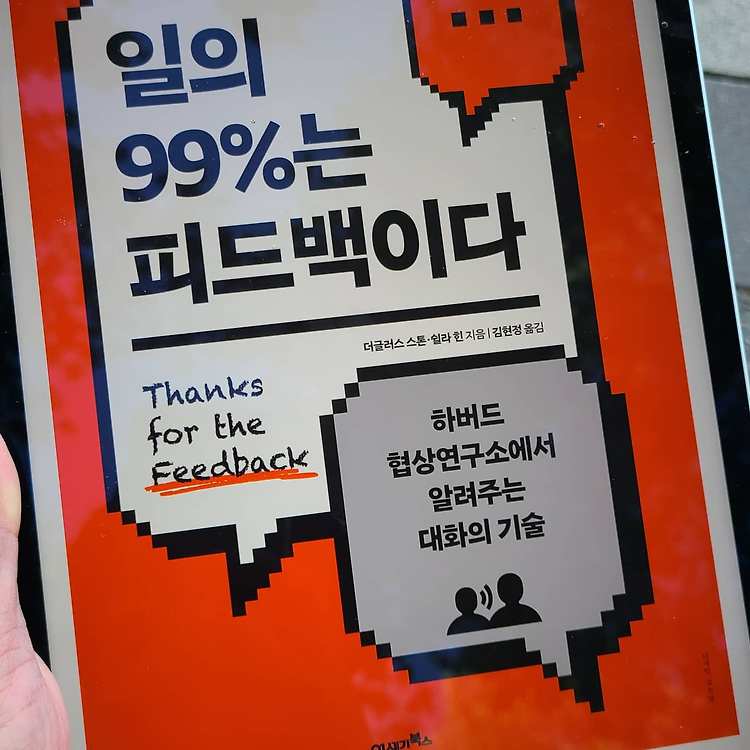 일의
99%는
피드백이다
더글러스 스톤·쉴라 힌 지음 | 김현정 옮김
Thanks
for the
Feedback
하버드
협상연구소에서
알려주는
대화의 기술